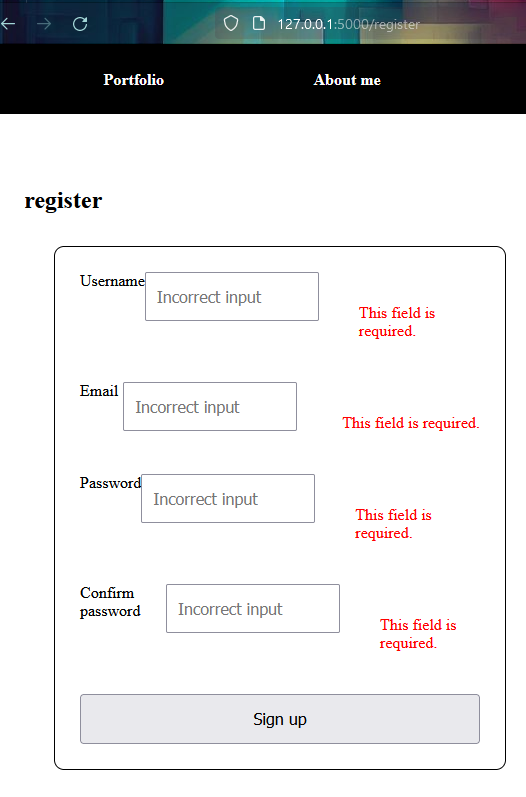 127.0.0.1:5000/register
Portfolio About me
register
Username Incorrect input
This field is
required.
Email Incorrect input
This field is required.
Password Incorrect input
This field is
required.
Confirm
password
Incorrect input
This field is
required.
Sign up